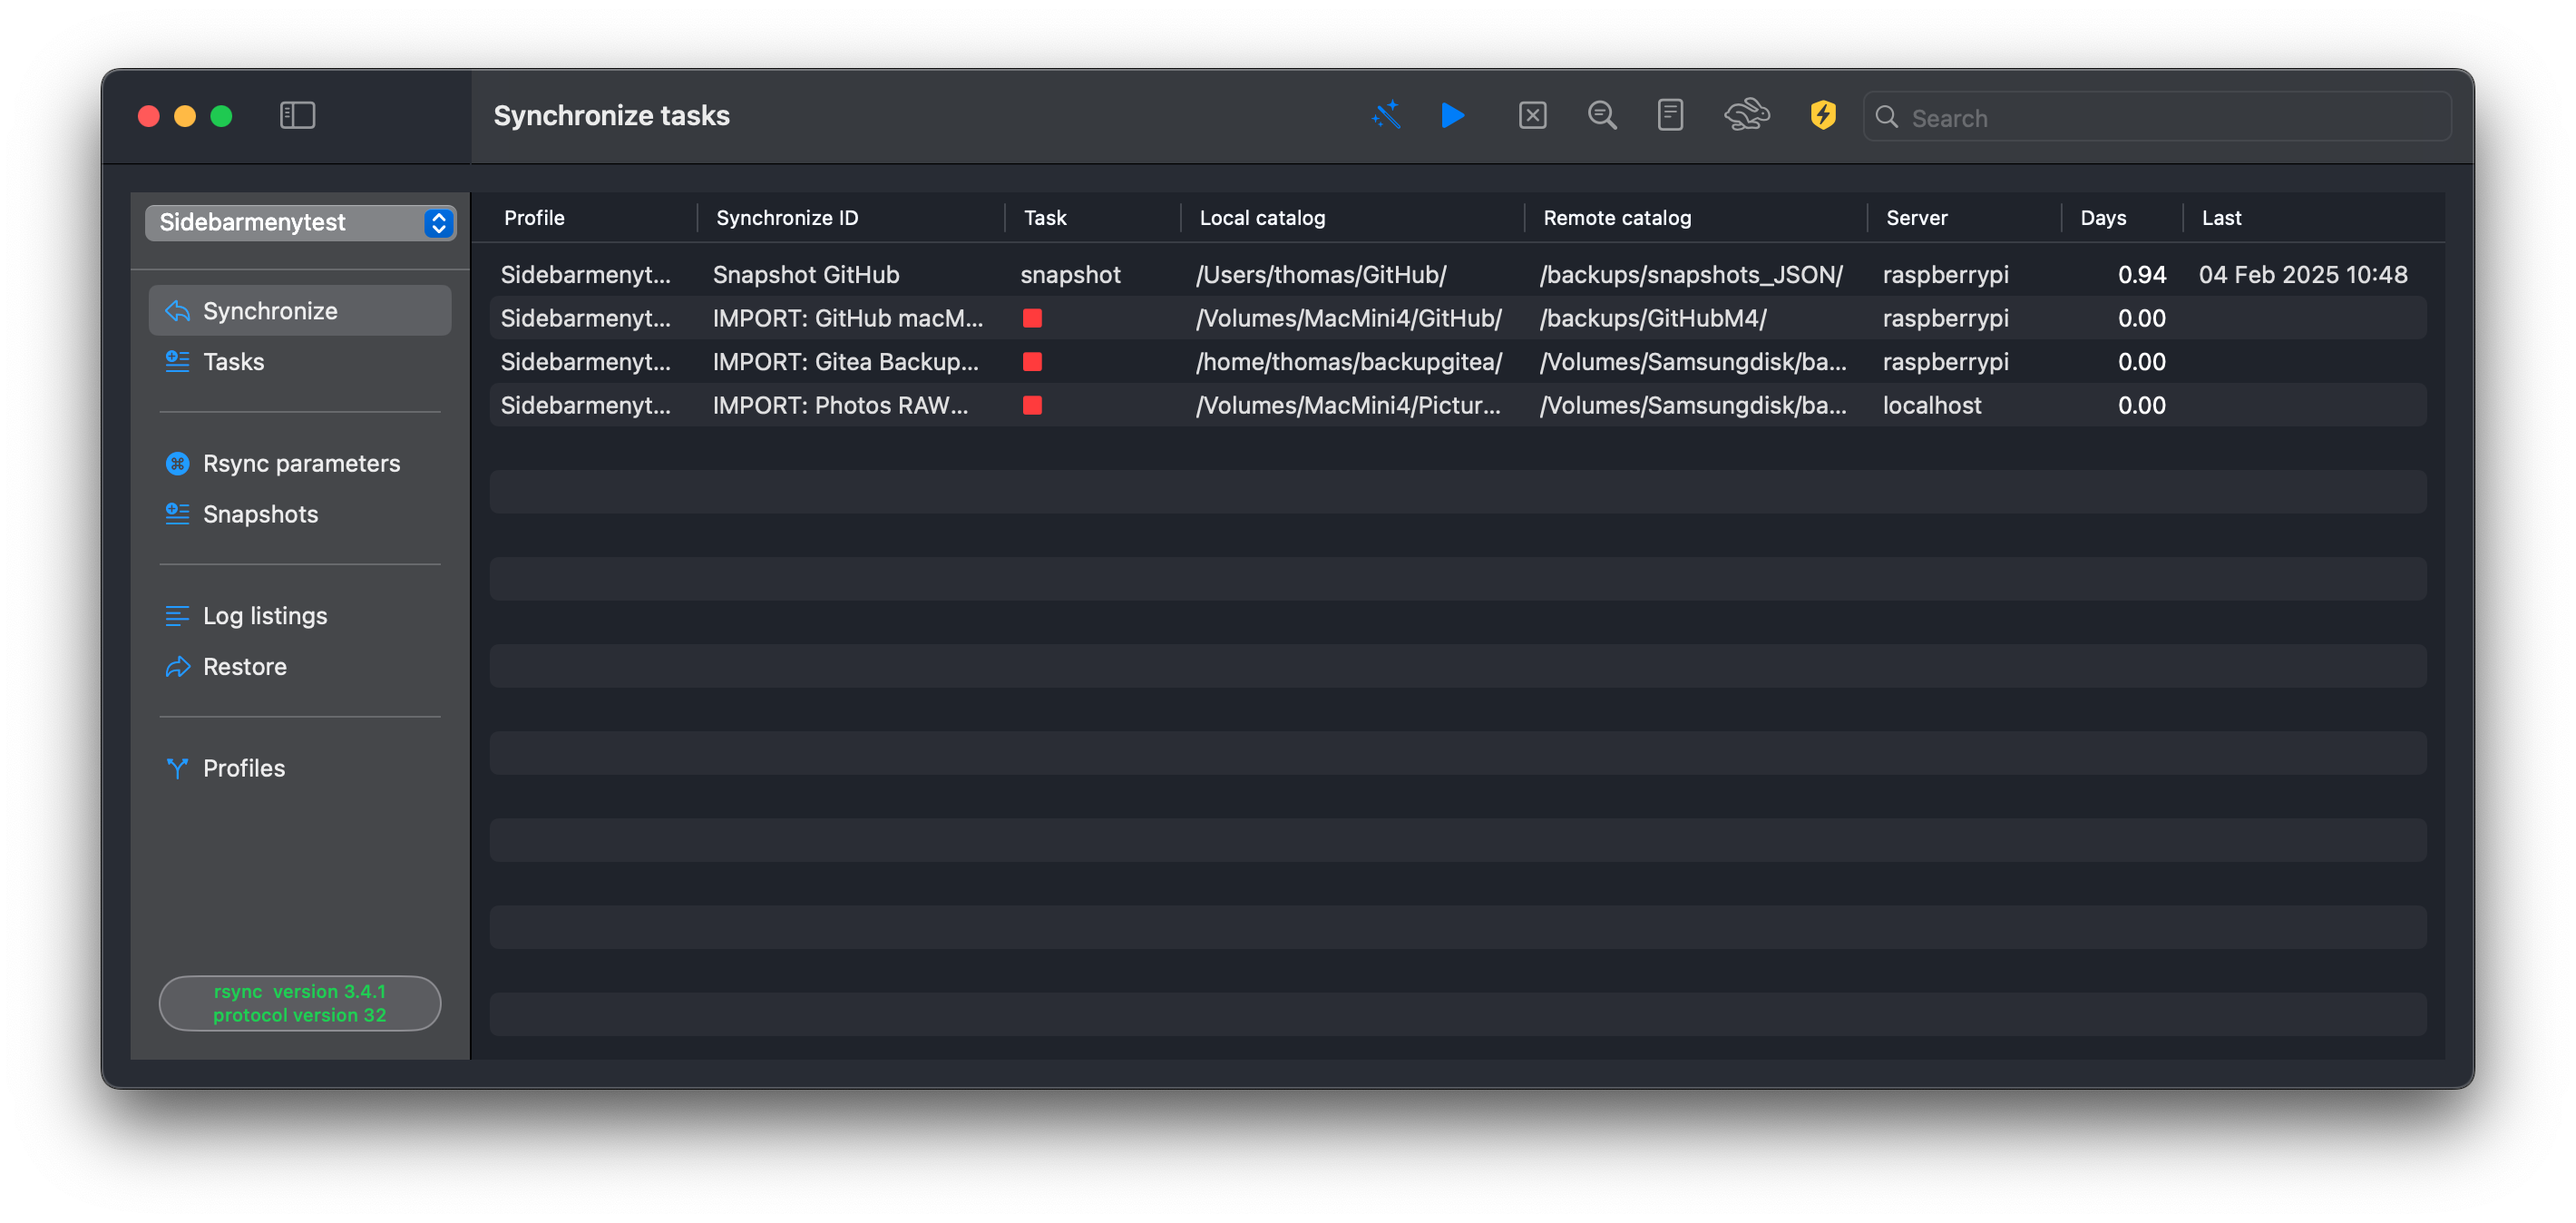 Synchronize tasks
Search
Sidebarmenytest
Synchronize
Tasks
Rsync parameters
Snapshots
Log listings
Restore
Profiles
rsync  version 3.4.1
protocol version 32
Profile Synchronize ID Task Local catalog Remote catalog Server Days Last
Sidebarmenyt... Snapshot GitHub snapshot /Users/thomas/GitHub/ /backups/snapshots_JSON/ raspberrypi 0.94 04 Feb 2025 10:48
Sidebarmenyt... IMPORT: GitHub macM... /Volumes/MacMini4/GitHub/ /backups/GitHubM4/ raspberrypi 0.00
Sidebarmenyt... IMPORT: Gitea Backup... /home/thomas/backupgitea/ /Volumes/Samsungdisk/ba... raspberrypi 0.00
Sidebarmenyt... IMPORT: Photos RAW... /Volumes/MacMini4/Pictur... /Volumes/Samsungdisk/ba... localhost 0.00